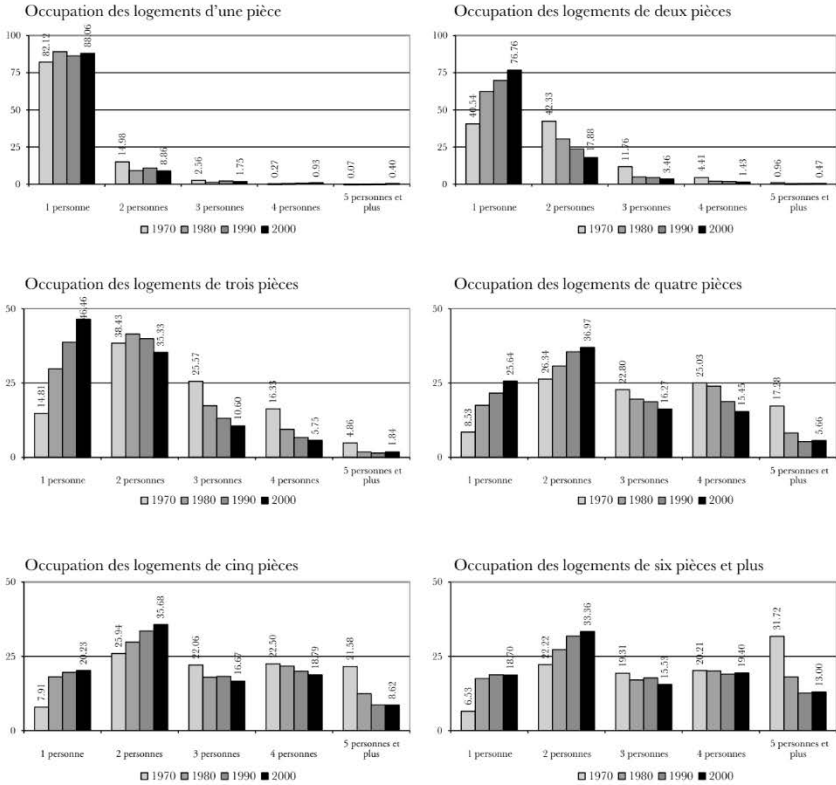 Occupation des logements d'une pièce
100
75
50
25
0
82.12
88.06
14.98
8.86
2.56
1.75
0.27
0.93
0.07
0.40
1 personne
2 personnes
3 personnes
4 personnes
5 personnes et
plus
1970
1980
1990
2000
Occupation des logements de deux pièces
100
75
50
25
0
40.54
76.76
42.33
17.88
11.76
3.46
4.41
1.43
0.96
0.47
1 personne
2 personnes
3 personnes
4 personnes
5 personnes et
plus
1970
1980
1990
2000
Occupation des logements de trois pièces
50
25
0
14.81
46.46
38.43
35.33
25.57
10.60
16.33
5.75
4.86
1.84
1 personne
2 personnes
3 personnes
4 personnes
5 personnes et
plus
1970
1980
1990
2000
Occupation des logements de quatre pièces
50
25
0
8.53
25.64
26.34
36.97
22.80
16.27
25.03
15.45
17.28
5.66
1 personne
2 personnes
3 personnes
4 personnes
5 personnes et
plus
1970
1980
1990
2000
Occupation des logements de cinq pièces
50
25
0
7.91
20.23
25.94
35.68
22.06
16.67
22.50
18.79
21.58
8.62
1 personne
2 personnes
3 personnes
4 personnes
5 personnes et
plus
1970
1980
1990
2000
Occupation des logements de six pièces et plus
50
25
0
6.53
18.70
22.22
33.36
19.31
15.53
20.21
19.40
31.72
13.00
1 personne
2 personnes
3 personnes
4 personnes
5 personnes et
plus
1970
1980
1990
2000